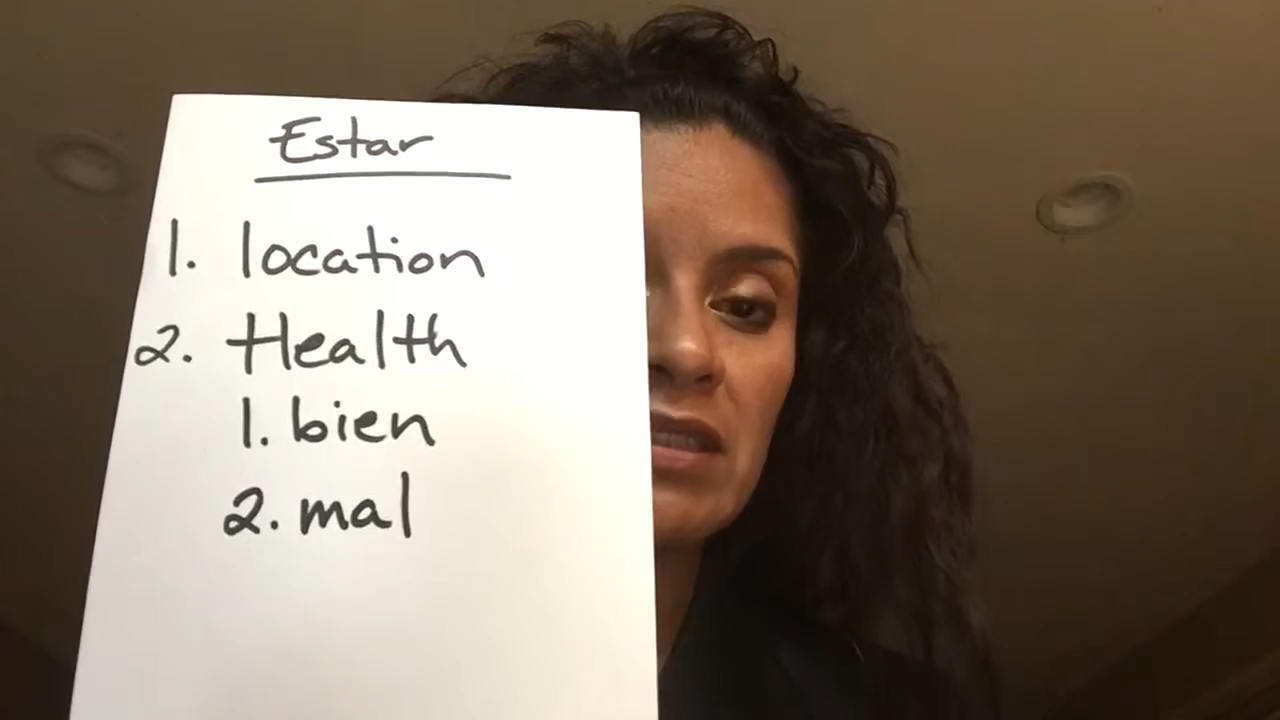 Estar
1. location
2. Health
1. bien
2. mal